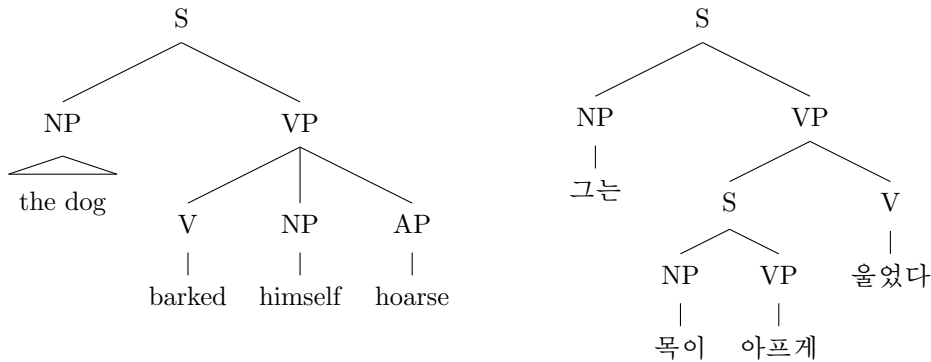 S
NP VP
the dog
V NP AP
barked himself hoarse
S
NP VP
그는
S V
NP VP
울었다
목이 아프게